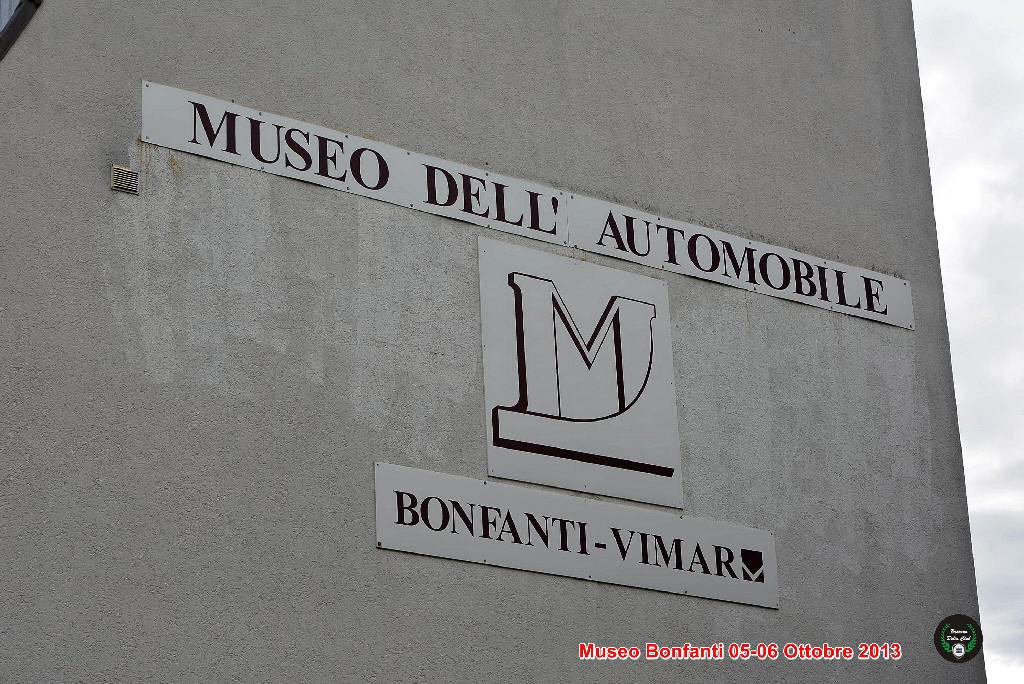 MUSEO DELL' AUTOMOBILE
M
BONFANTI-VIMAR
Museo Bonfanti 05-06 Ottobre 2013